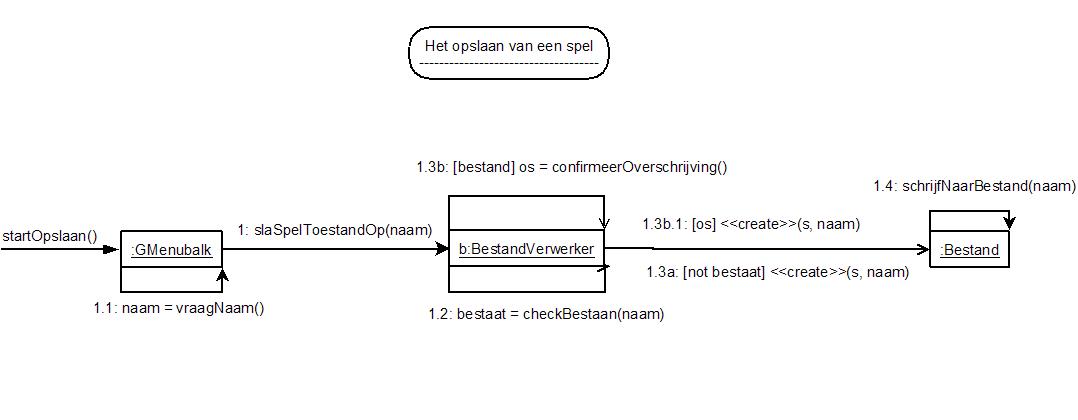 Het opslaan van een spel
1.3b: [bestand] os = confirmeerOverschrijving()
1.4: schrijfNaarBestand(naam)
startOpslaan()
:GMenubalk
1: slaSpelToestandOp(naam)
b:BestandVerwerker
1.3b.1: [os] <<create>>(s, naam)
:Bestand
1.3a: [not bestaat] <<create>>(s, naam)
1.1: naam = vraagNaam()
1.2: bestaat = checkBestaan(naam)